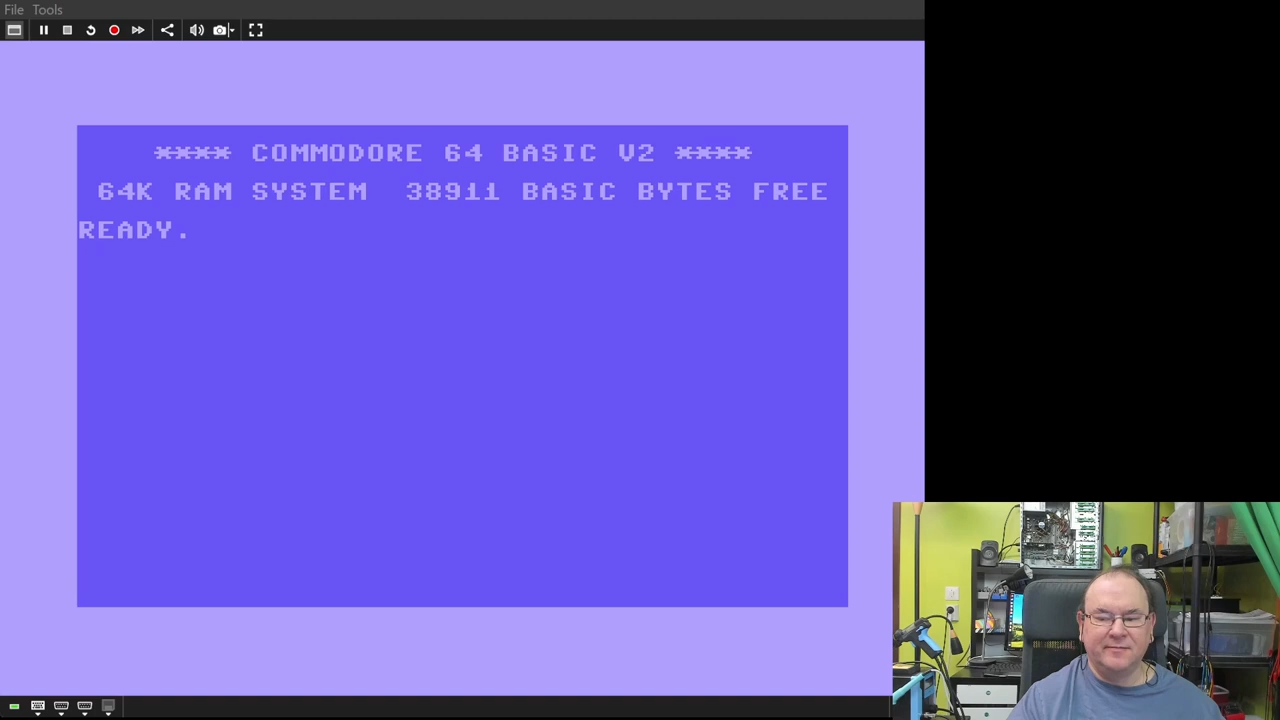 File Tools
**** COMMODORE 64 BASIC V2 ****
64K RAM SYSTEM  38911 BASIC BYTES FREE
READY.